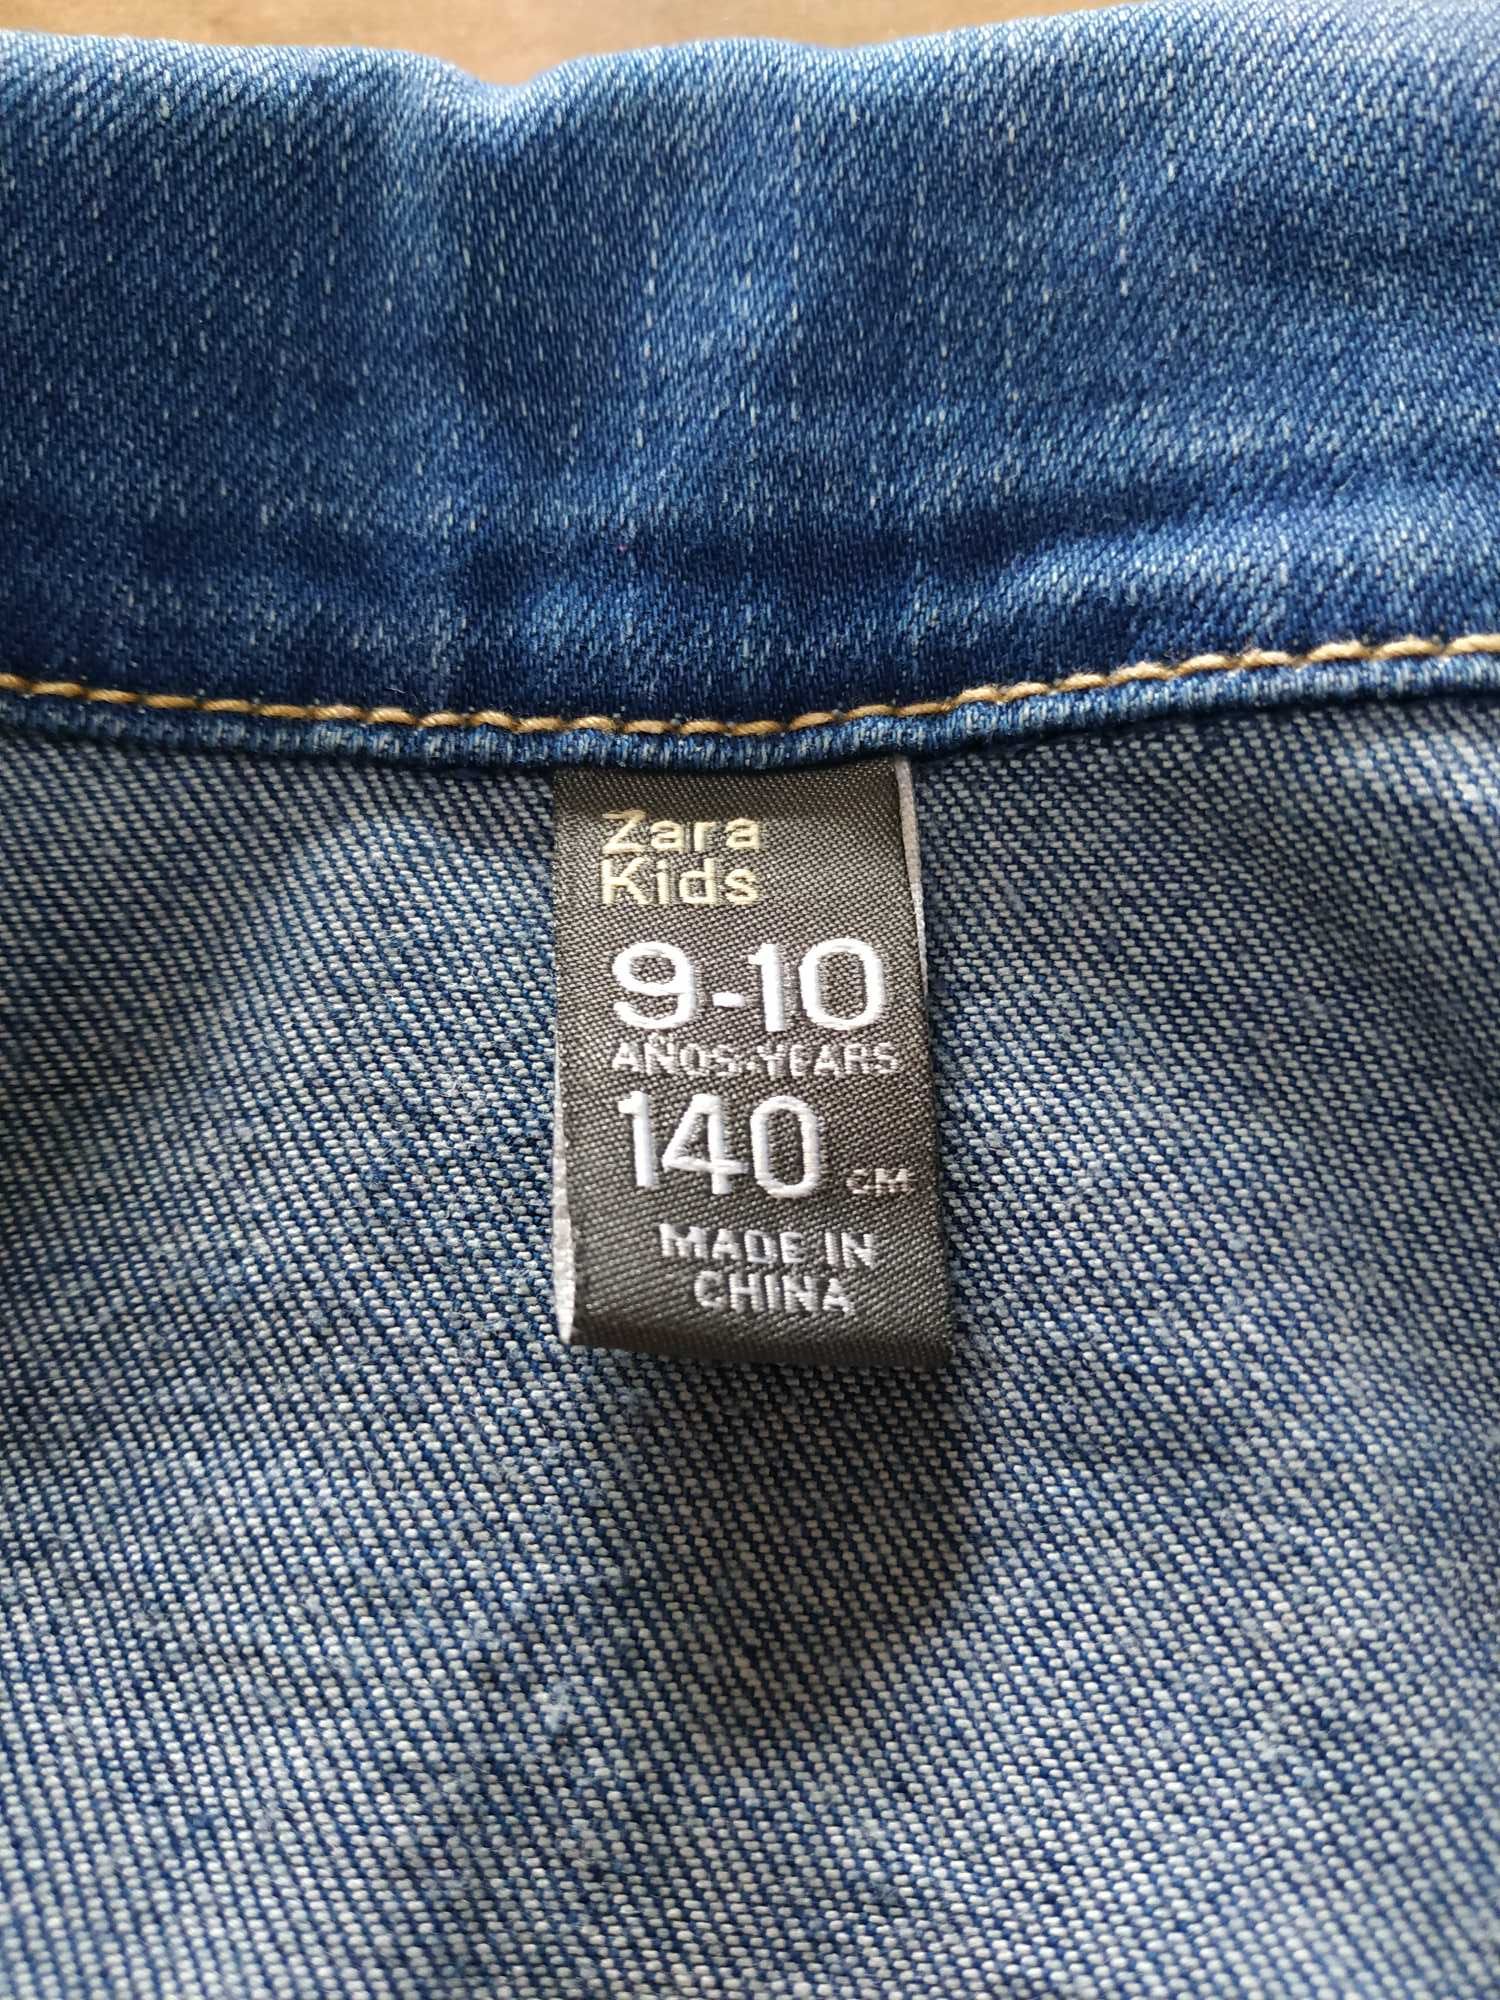 Zara
Kids
9-10
AÑOS-YEARS
140 CM
MADE IN
CHINA